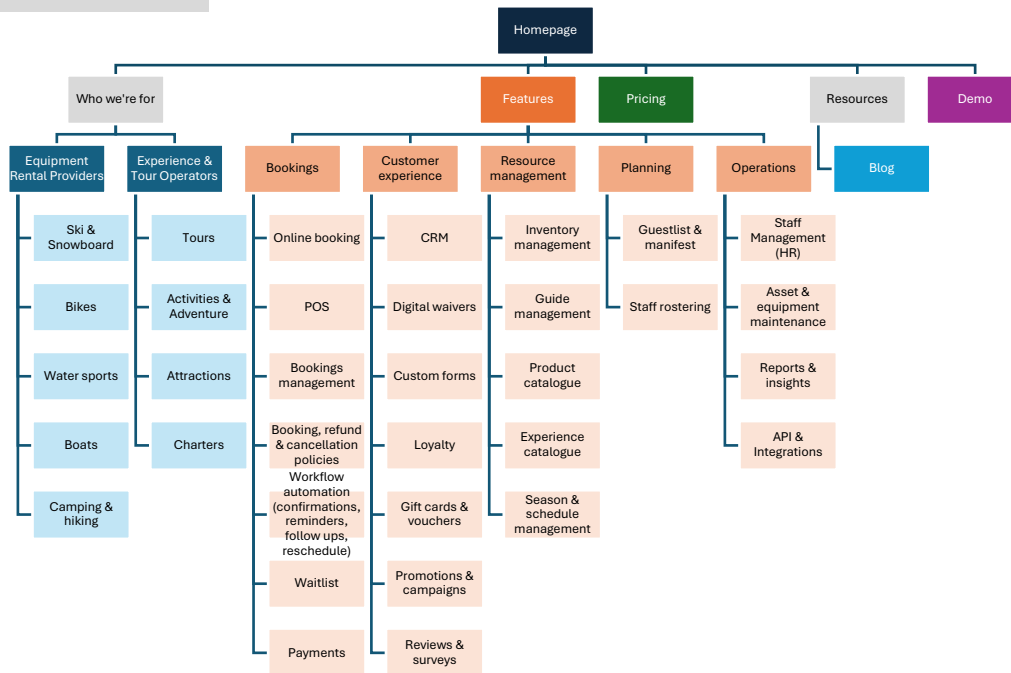 Homepage
Who we're for
Features
Pricing
Resources
Demo
Equipment
Rental Providers
Experience &
Tour Operators
Bookings
Customer
experience
Resource
management
Planning
Operations
Blog
Ski &
Snowboard
Bikes
Water sports
Boats
Camping &
hiking
Tours
Activities &
Adventure
Attractions
Charters
Online booking
POS
Bookings
management
Booking, refund
& cancellation
policies
Workflow
automation
(confirmations,
reminders,
follow ups,
reschedule)
Waitlist
Payments
CRM
Digital waivers
Custom forms
Loyalty
Gift cards &
vouchers
Promotions &
campaigns
Reviews &
surveys
Inventory
management
Guide
management
Product
catalogue
Experience
catalogue
Season &
schedule
management
Guestlist &
manifest
Staff rostering
Staff
Management
(HR)
Asset &
equipment
maintenance
Reports &
insights
API &
Integrations